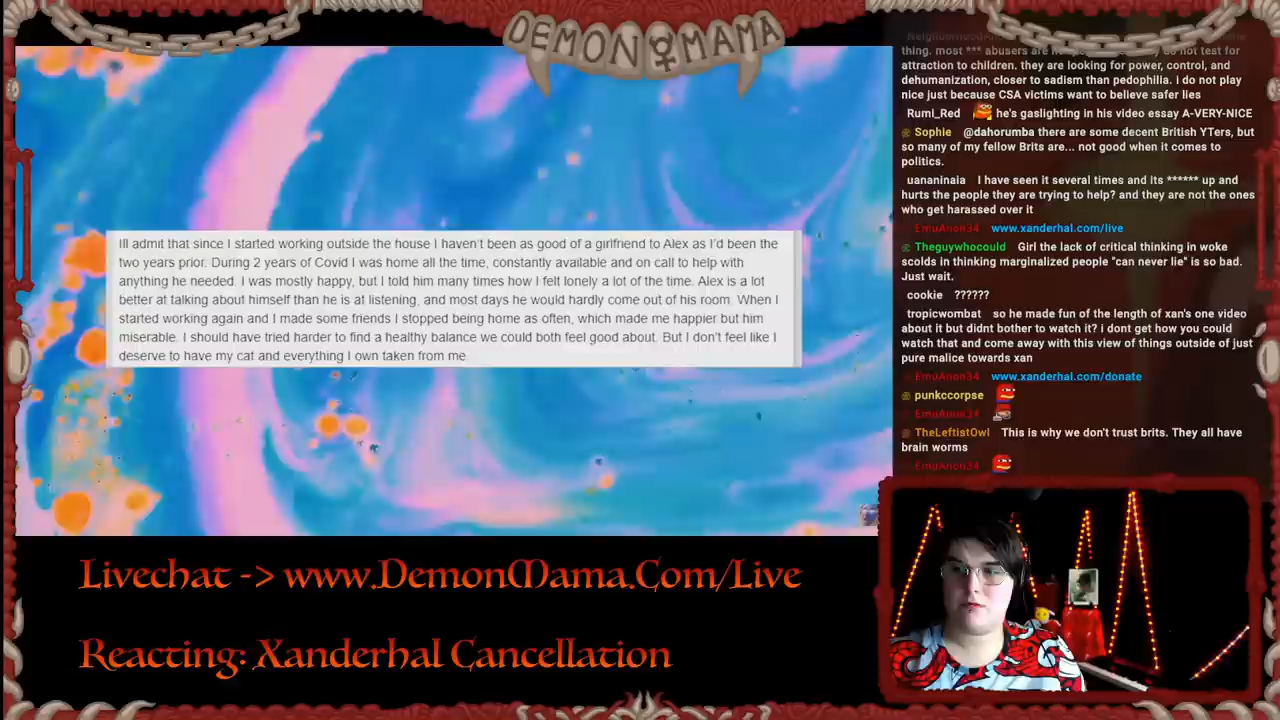 DEMON MAMA
Ill admit that since I started working outside the house I haven't been as good of a girlfriend to Alex as I'd been the
two years prior. During 2 years of Covid I was home all the time, constantly available and on call to help with
anything he needed. I was mostly happy, but I told him many times how I felt lonely a lot of the time. Alex is a lot
better at talking about himself than he is at listening, and most days he would hardly come out of his room. When I
started working again and I made some friends I stopped being home as often, which made me happier but him
miserable. I should have tried harder to find a healthy balance we could both feel good about. But I don't feel like I
deserve to have my cat and everything I own taken from me
thing. most *** abusers are not test for
attraction to children. they are looking for power, control, and
dehumanization, closer to sadism than pedophilia. i do not play
nice just because CSA victims want to believe safer lies
Rumi_Red he's gaslighting in his video essay A-VERY-NICE
Sophie @dahorumba there are some decent British YTers, but
so many of my fellow Brits are... not good when it comes to
politics.
uananinaia I have seen it several times and its ****** up and
hurts the people they are trying to help? and they are not the ones
who get harassed over it
EmuAnon34 www.xanderhal.com/live
Theguywhocould Girl the lack of critical thinking in woke
scolds in thinking marginalized people "can never lie" is so bad.
Just wait.
cookie ??????
tropicwombat so he made fun of the length of xan's one video
about it but didnt bother to watch it? i dont get how you could
watch that and come away with this view of things outside of just
pure malice towards xan
EmuAnon34 www.xanderhal.com/donate
punkccorpse
EmuAnon34
TheLeftistOwl This is why we don't trust brits. They all have
brain worms
EmuAnon34
Livechat -> www.DemonMama.Com/Live
Reacting: Xanderhal Cancellation